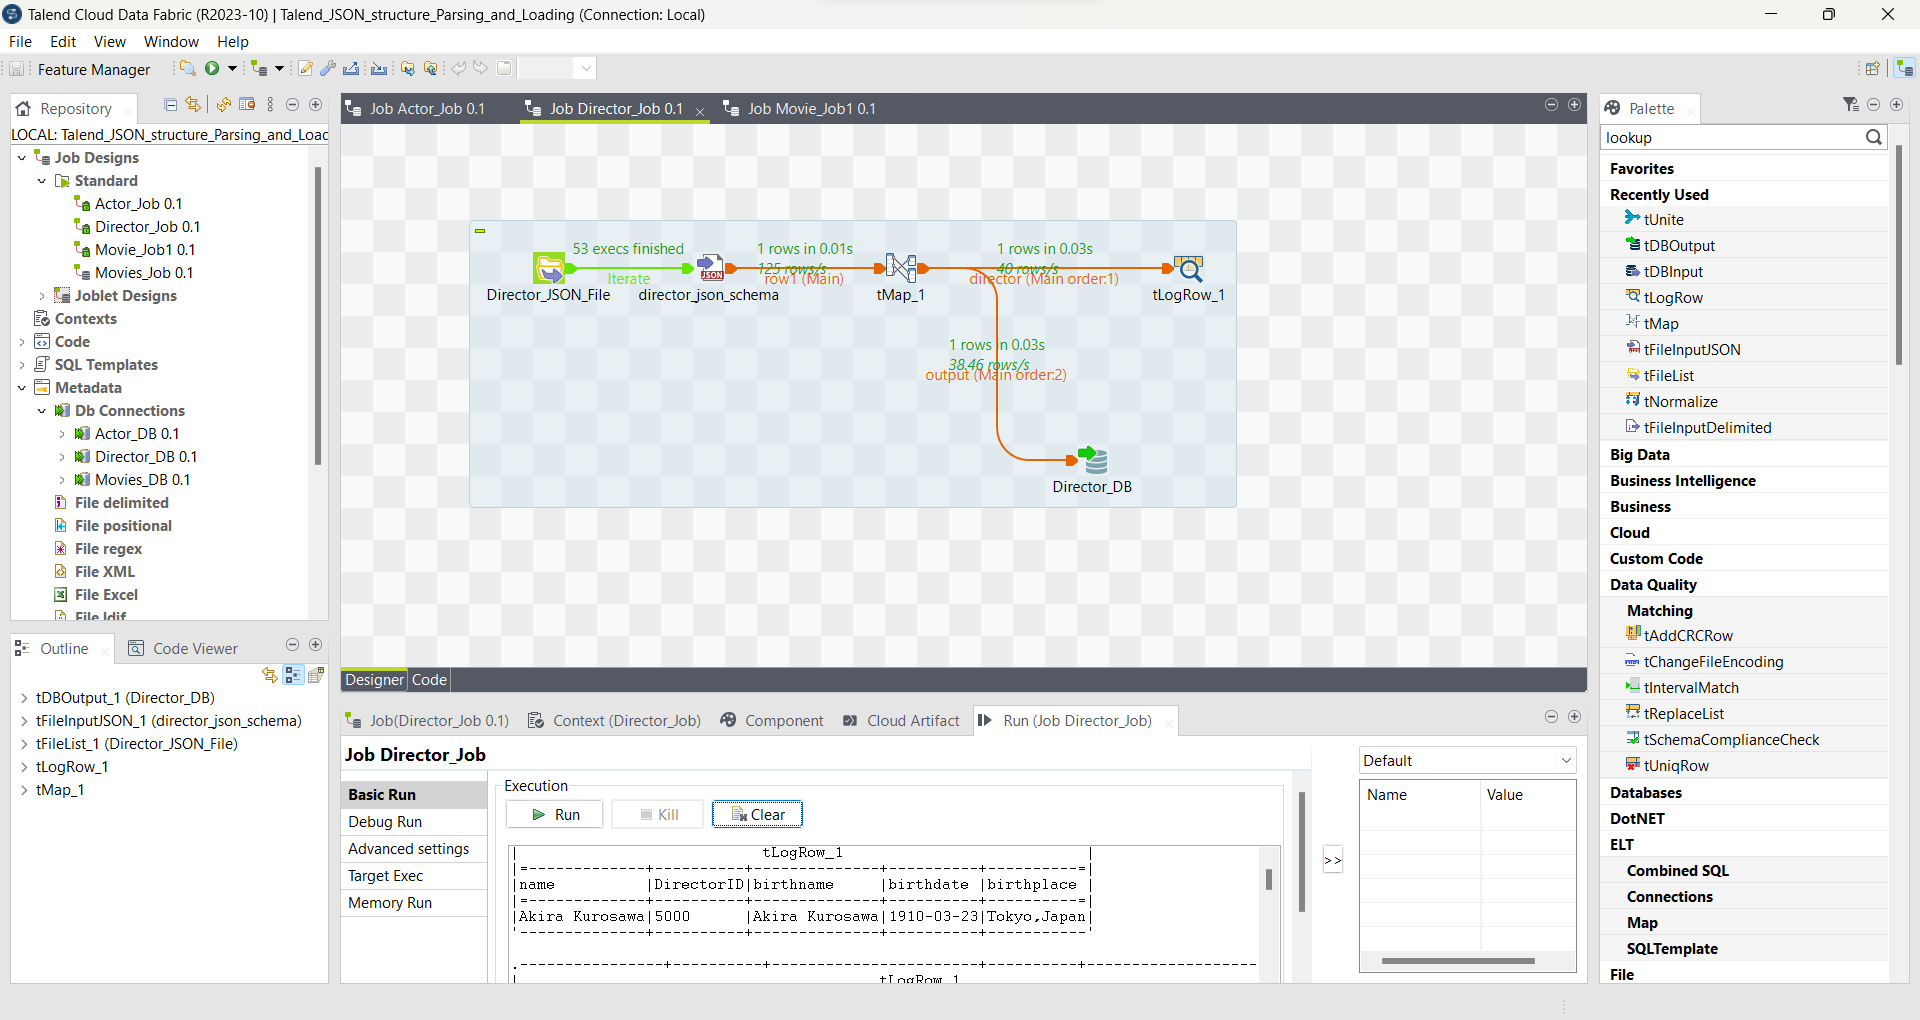 Talend Cloud Data Fabric (R2023-10) | Talend_JSON_structure_Parsing_and_Loading (Connection: Local)
File Edit View Window Help
Feature Manager
Repository
LOCAL: Talend_JSON_structure_Parsing_and_Loac
Job Designs
Standard
Actor_Job 0.1
Director_Job 0.1
Movie_Job1 0.1
Movies_Job 0.1
Joblet Designs
Contexts
Code
SQL Templates
Metadata
Db Connections
Actor_DB 0.1
Director_DB 0.1
Movies_DB 0.1
File delimited
File positional
File regex
File XML
File Excel
File ldif
Outline
Code Viewer
tDBOutput_1 (Director_DB)
tFileInputJSON_1 (director_json_schema)
tFileList_1 (Director_JSON_File)
tLogRow_1
tMap_1
Job Actor_Job 0.1
Job Director_Job 0.1
Job Movie_Job1 0.1
53 execs finished
Iterate
1 rows in 0.01s
125 rows/s
row1 (Main)
1 rows in 0.03s
40 rows/s
director (Main order:1)
JSON
Director_JSON_File
director_json_schema
tMap_1
tLogRow_1
1 rows in 0.03s
38.46 rows/s
output (Main order:2)
Director_DB
Designer
Code
Job(Director_Job 0.1)
Context (Director_Job)
Component
Cloud Artifact
Run (Job Director_Job)
Job Director_Job
Basic Run
Debug Run
Advanced settings
Target Exec
Memory Run
Execution
Run
Kill
Clear
| tLogRow_1 |
|=-------------+----------+-------------+----------+-----------=|
|name |DirectorID|birthname |birthdate |birthplace |
|=-------------+----------+-------------+----------+-----------=|
|Akira Kurosawa|5000 |Akira Kurosawa|1910-03-23|Tokyo,Japan|
'--------------+----------+-------------+----------+-----------'
.---------------+----------+----------------------+----------+------------------
| tLogRow_1
>>
Default
Name Value
Palette
lookup
Favorites
Recently Used
tUnite
tDBOutput
tDBInput
tLogRow
tMap
tFileInputJSON
tFileList
tNormalize
tFileInputDelimited
Big Data
Business Intelligence
Business
Cloud
Custom Code
Data Quality
Matching
tAddCRCRow
tChangeFileEncoding
tIntervalMatch
tReplaceList
tSchemaComplianceCheck
tUniqRow
Databases
DotNET
ELT
Combined SQL
Connections
Map
SQLTemplate
File